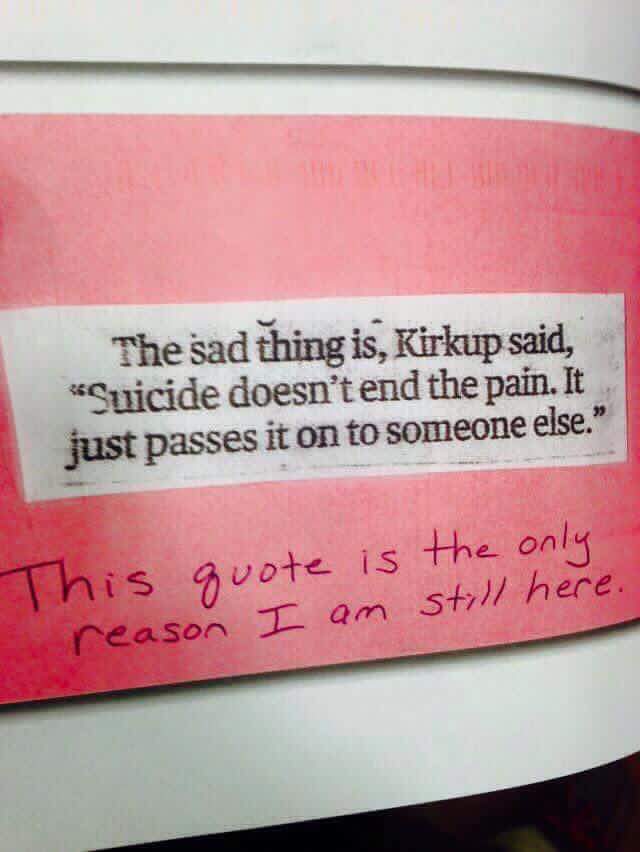 The sad thing is, Kirkup said,
“Suicide doesn’t end the pain. It
just passes it on to someone else.”
This quote is the only
reason I am still here.